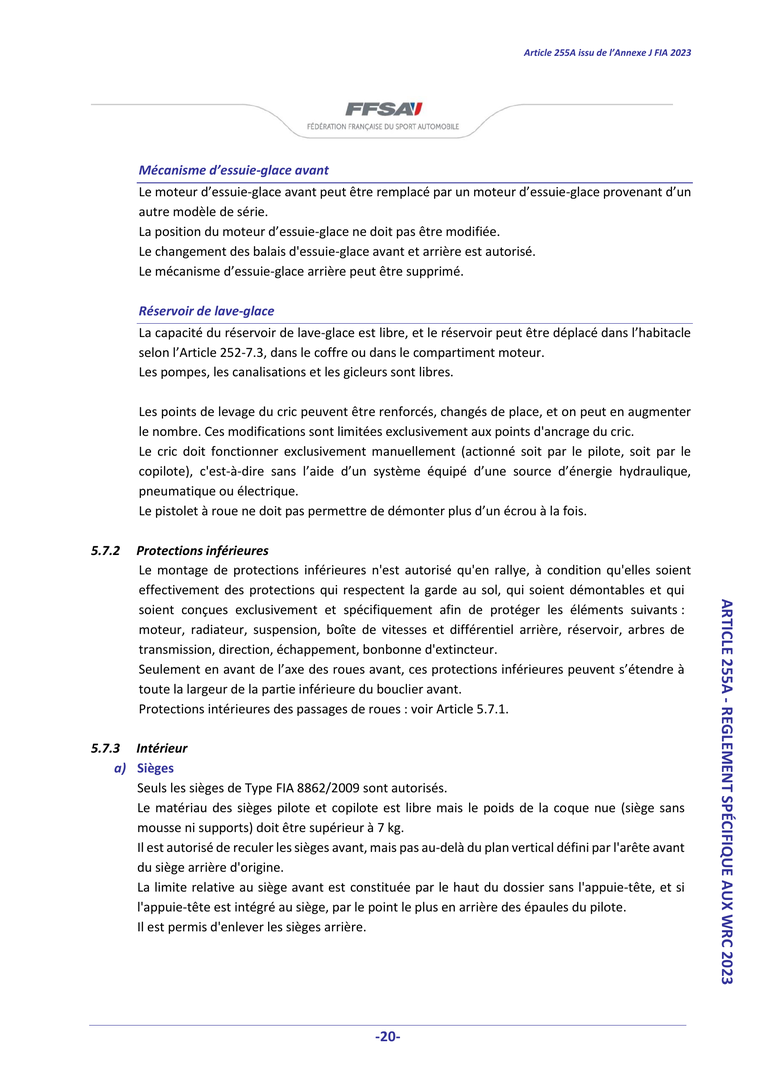 Article 255A issu de l'Annexe J FIA 2023
FFSA
FÉDÉRATION FRANÇAISE DU SPORT AUTOMOBILE
Mécanisme d’essuie-glace avant
Le moteur d’essuie-glace avant peut être remplacé par un moteur d’essuie-glace provenant d’un
autre modèle de série.
La position du moteur d’essuie-glace ne doit pas être modifiée.
Le changement des balais d'essuie-glace avant et arrière est autorisé.
Le mécanisme d’essuie-glace arrière peut être supprimé.
Réservoir de lave-glace
La capacité du réservoir de lave-glace est libre, et le réservoir peut être déplacé dans l’habitacle
selon l’Article 252-7.3, dans le coffre ou dans le compartiment moteur.
Les pompes, les canalisations et les gicleurs sont libres.
Les points de levage du cric peuvent être renforcés, changés de place, et on peut en augmenter
le nombre. Ces modifications sont limitées exclusivement aux points d'ancrage du cric.
Le cric doit fonctionner exclusivement manuellement (actionné soit par le pilote, soit par le
copilote), c'est-à-dire sans l’aide d’un système équipé d’une source d’énergie hydraulique,
pneumatique ou électrique.
Le pistolet à roue ne doit pas permettre de démonter plus d’un écrou à la fois.
5.7.2 Protections inférieures
Le montage de protections inférieures n'est autorisé qu'en rallye, à condition qu'elles soient
effectivement des protections qui respectent la garde au sol, qui soient démontables et qui
soient conçues exclusivement et spécifiquement afin de protéger les éléments suivants :
moteur, radiateur, suspension, boîte de vitesses et différentiel arrière, réservoir, arbres de
transmission, direction, échappement, bonbonne d'extincteur.
Seulement en avant de l’axe des roues avant, ces protections inférieures peuvent s’étendre à
toute la largeur de la partie inférieure du bouclier avant.
Protections intérieures des passages de roues : voir Article 5.7.1.
5.7.3 Intérieur
a) Sièges
Seuls les sièges de Type FIA 8862/2009 sont autorisés.
Le matériau des sièges pilote et copilote est libre mais le poids de la coque nue (siège sans
mousse ni supports) doit être supérieur à 7 kg.
Il est autorisé de reculer les sièges avant, mais pas au-delà du plan vertical défini par l'arête avant
du siège arrière d'origine.
La limite relative au siège avant est constituée par le haut du dossier sans l'appuie-tête, et si
l'appuie-tête est intégré au siège, par le point le plus en arrière des épaules du pilote.
Il est permis d'enlever les sièges arrière.
ARTICLE 255A - REGLEMENT SPÉCIFIQUE AUX WRC 2023
-20-